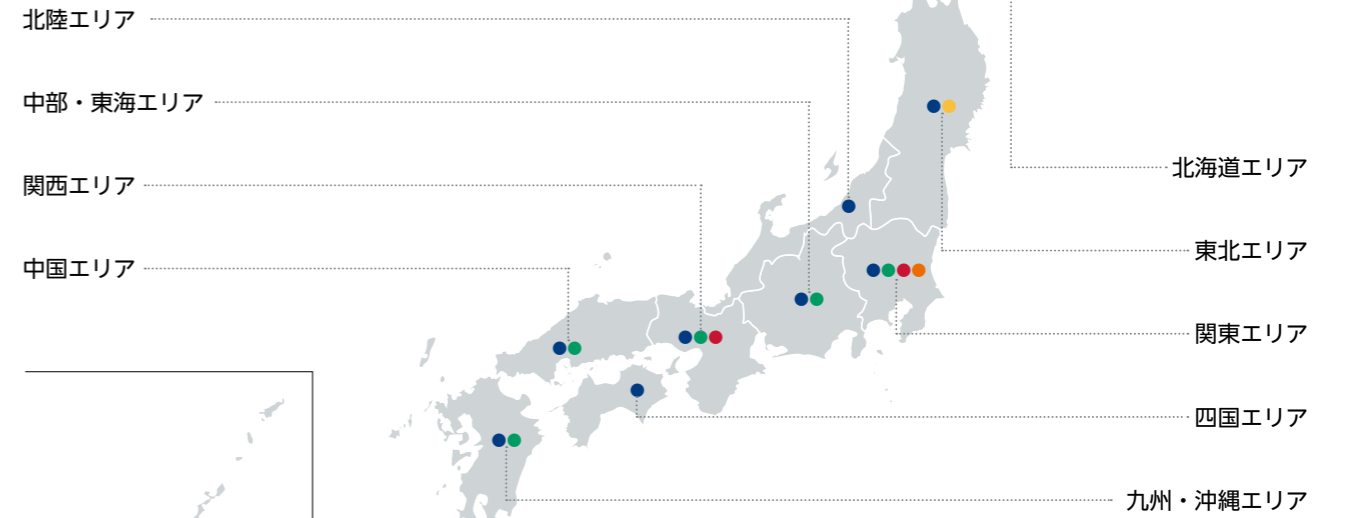 北陸エリア
中部・東海エリア
関西エリア
中国エリア
北海道エリア
東北エリア
関東エリア
四国エリア
九州・沖縄エリア